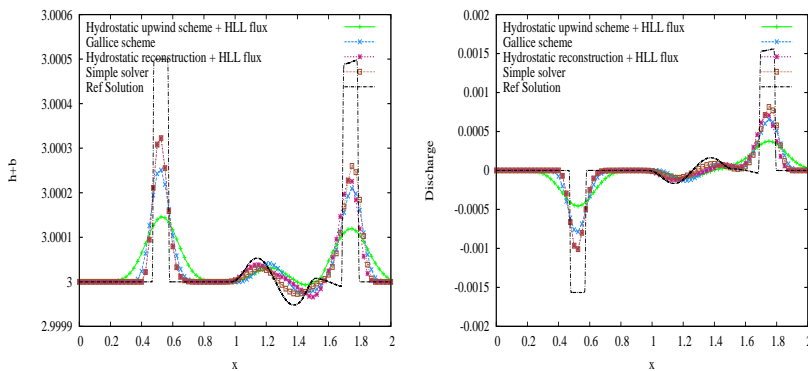 3.0006
3.0005
3.0004
3.0003
3.0002
3.0001
3
2.9999
h+b
Hydrostatic upwind scheme + HLL flux
Gallice scheme
Hydrostatic reconstruction + HLL flux
Simple solver
Ref Solution
0 0.2 0.4 0.6 0.8 1 1.2 1.4 1.6 1.8 2
x
0.002
0.0015
0.001
0.0005
0
-0.0005
-0.001
-0.0015
-0.002
Discharge
Hydrostatic upwind scheme + HLL flux
Gallice scheme
Hydrostatic reconstruction + HLL flux
Simple solver
Ref Solution
0 0.2 0.4 0.6 0.8 1 1.2 1.4 1.6 1.8 2
x